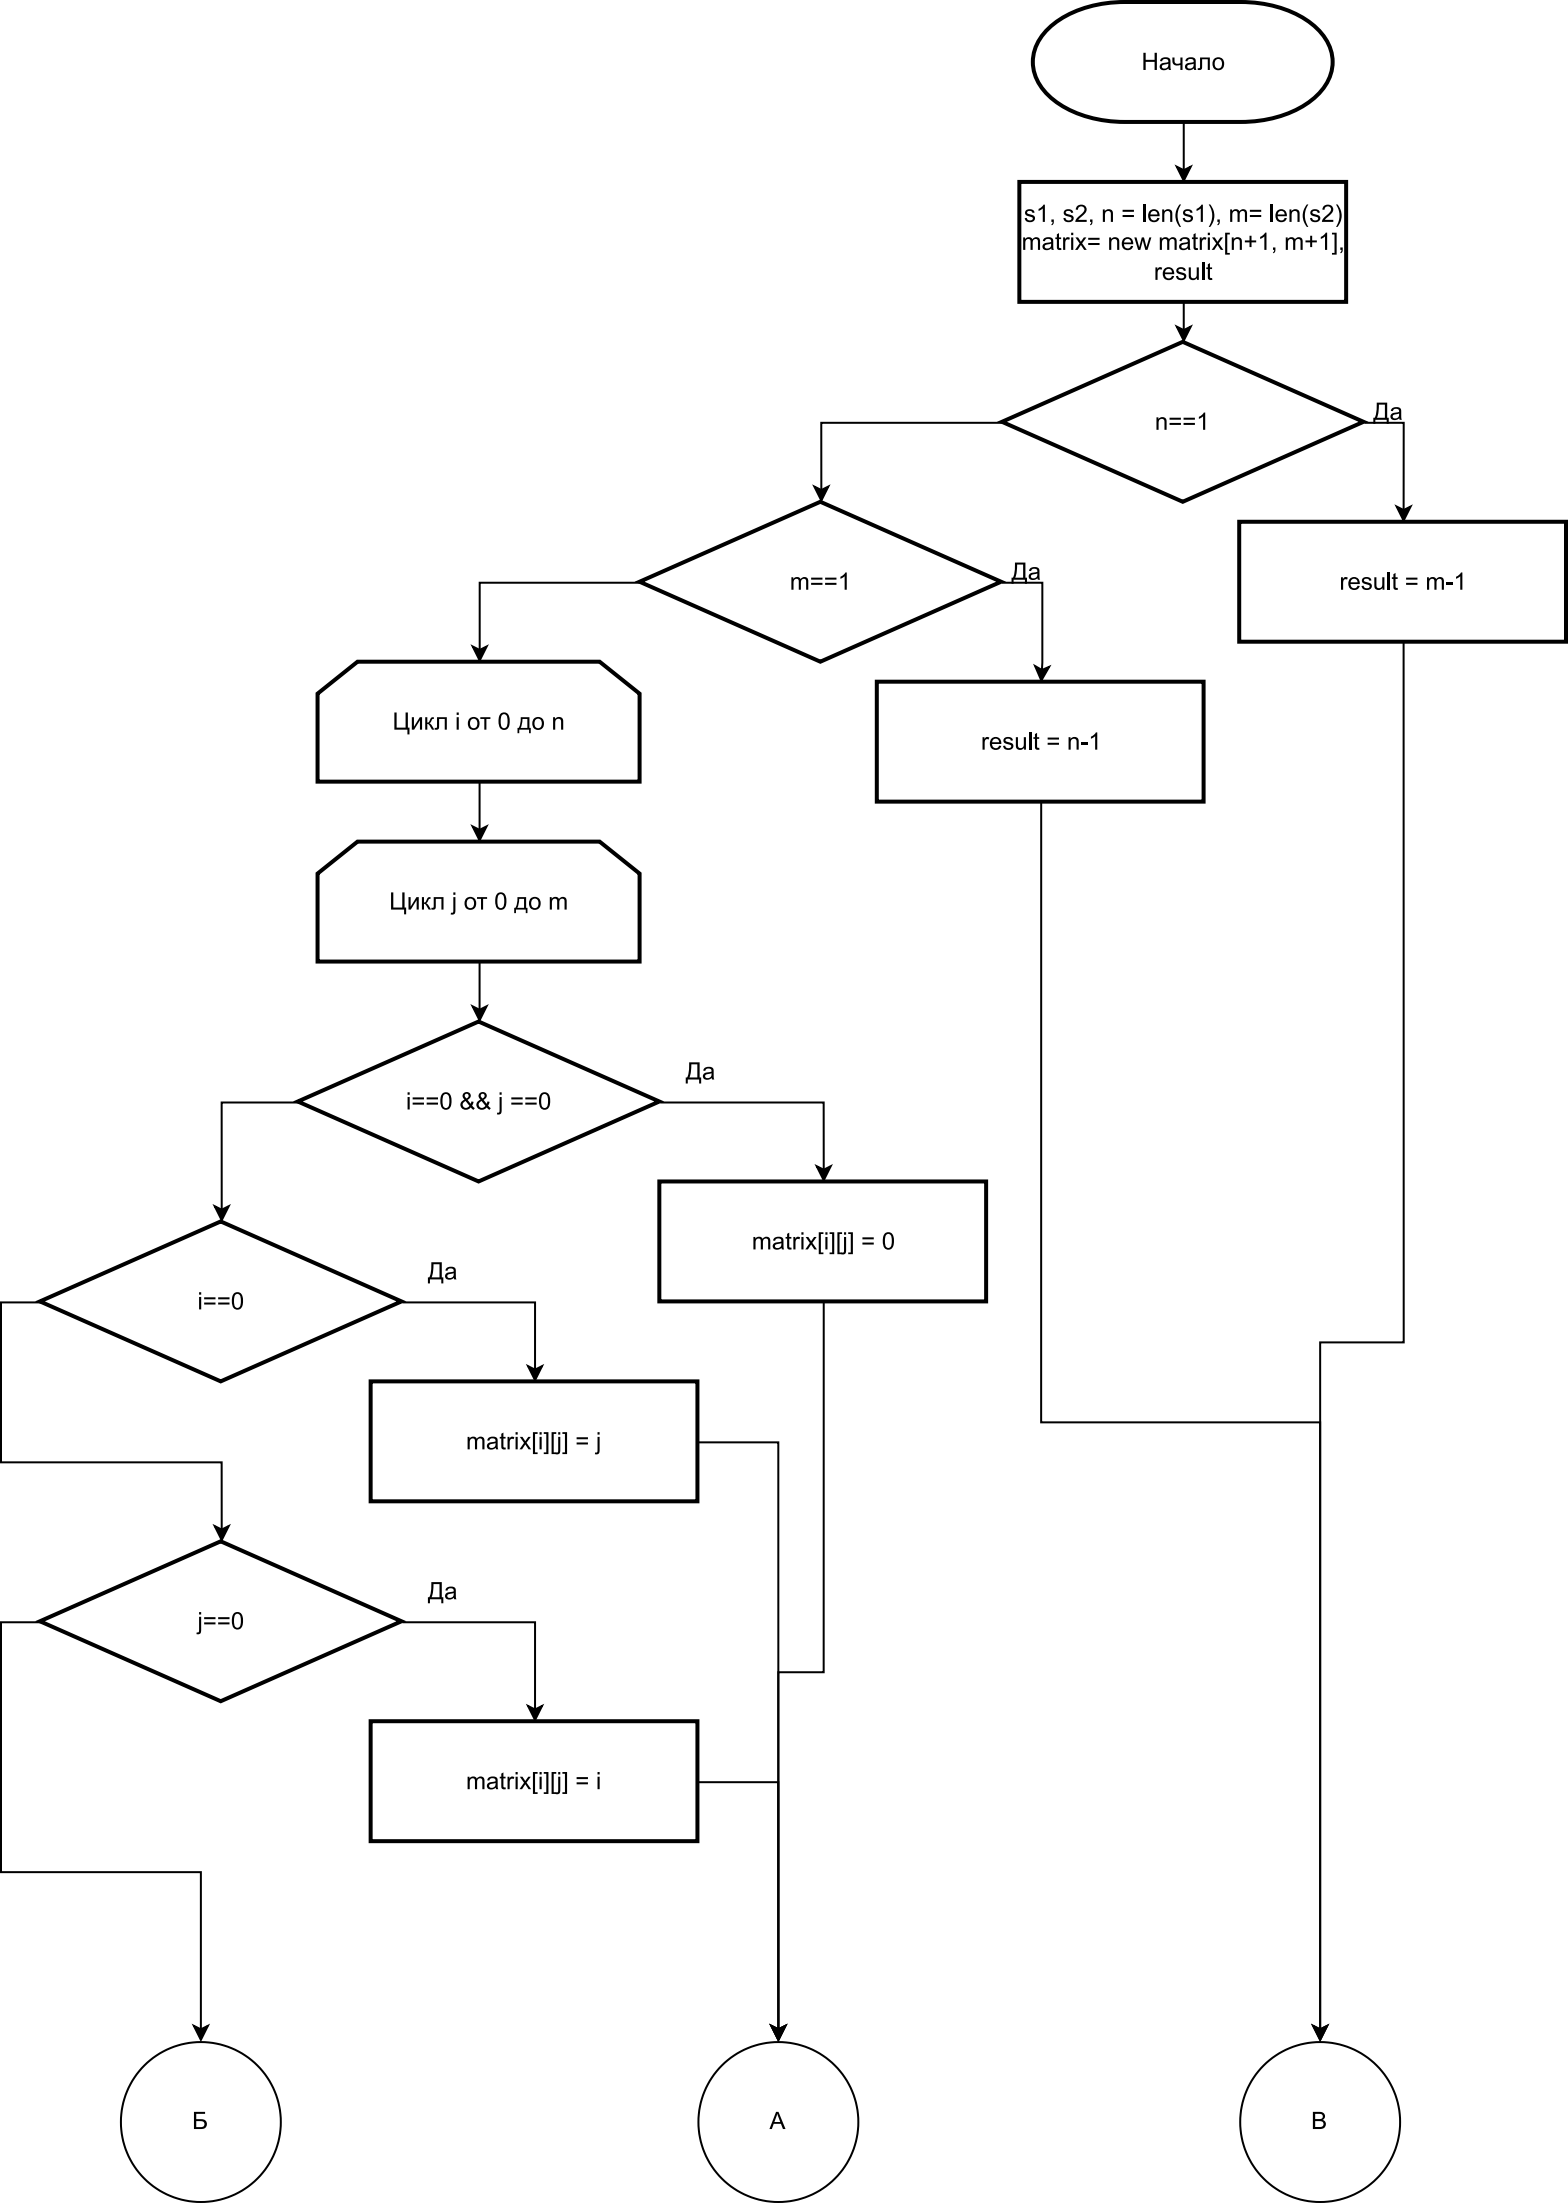 Начало
s1, s2, n = len(s1), m= len(s2)
matrix= new matrix[n+1, m+1],
result
n==1
Да
m==1
Да
result = m-1
Цикл i от 0 до n
result = n-1
Цикл j от 0 до m
i==0 && j ==0
Да
matrix[i][j] = 0
i==0
Да
matrix[i][j] = j
j==0
Да
matrix[i][j] = i
Б
А
В